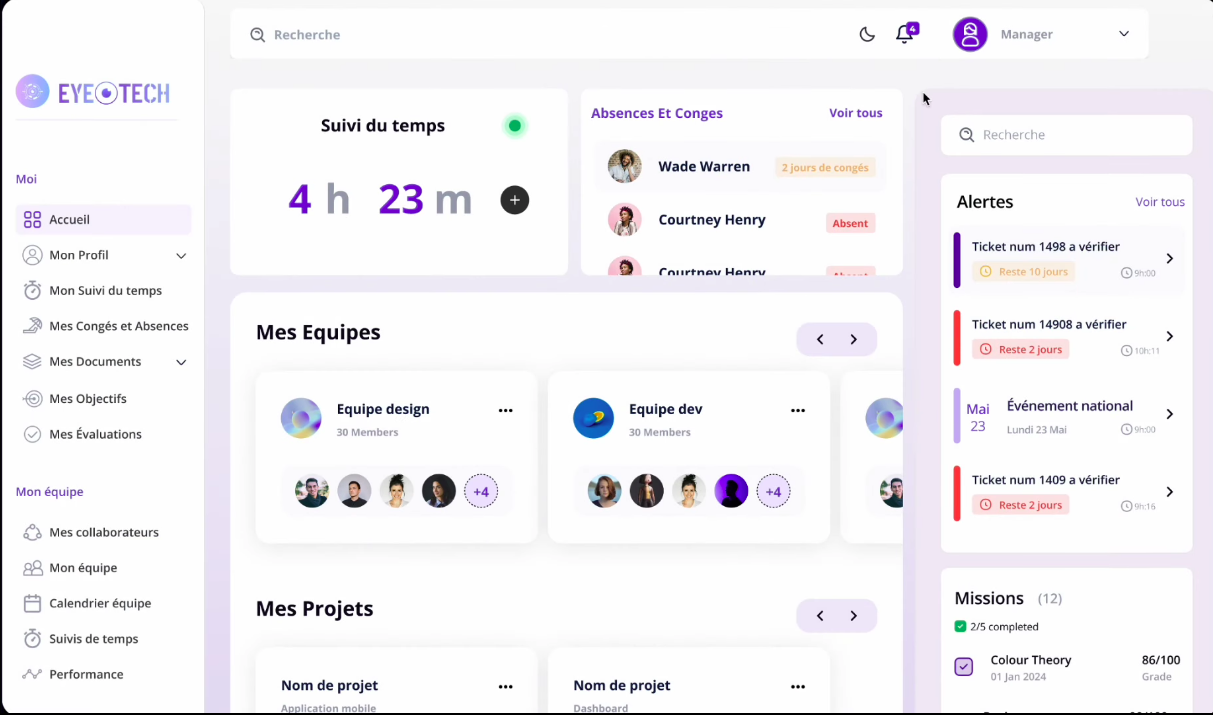 Recherche
4
Manager
EYE TECH
Moi
Accueil
Mon Profil
Mon Suivi du temps
Mes Congés et Absences
Mes Documents
Mes Objectifs
Mes Évaluations
Mon équipe
Mes collaborateurs
Mon équipe
Calendrier équipe
Suivis de temps
Performance
Suivi du temps
4 h 23 m
Absences Et Conges
Voir tous
Wade Warren
2 jours de congés
Courtney Henry
Absent
Courtney Henry
Absent
Mes Equipes
Equipe design
30 Members
+4
Equipe dev
30 Members
+4
Mes Projets
Nom de projet
Application mobile
Nom de projet
Dashboard
Recherche
Alertes
Voir tous
Ticket num 1498 a vérifier
Reste 10 jours
9h:00
Ticket num 14908 a vérifier
Reste 2 jours
10h:11
Mai
23
Événement national
Lundi 23 Mai
9h:00
Ticket num 1409 a vérifier
Reste 2 jours
9h:16
Missions (12)
2/5 completed
Colour Theory
01 Jan 2024
86/100
Grade